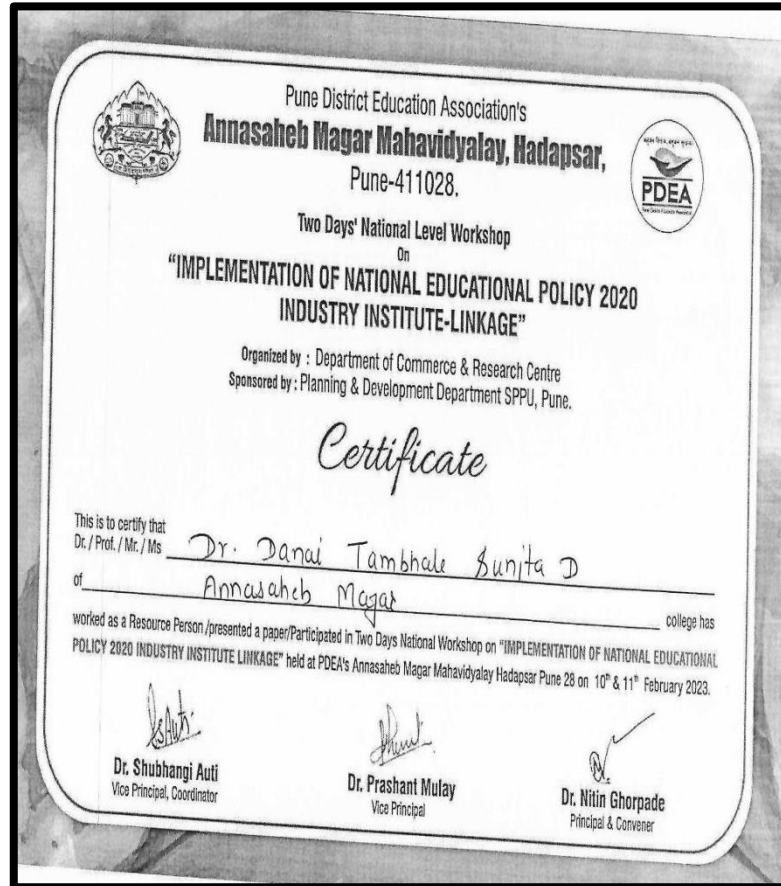 Pune District Education Association's
Annasaheb Magar Mahavidyalay, Hadapsar,
Pune-411028.
PDEA
Two Days' National Level Workshop
On
“IMPLEMENTATION OF NATIONAL EDUCATIONAL POLICY 2020
INDUSTRY INSTITUTE-LINKAGE”
Organized by : Department of Commerce & Research Centre
Sponsored by : Planning & Development Department SPPU, Pune.
Certificate
This is to certify that
Dr. / Prof. / Mr. / Ms Dr. Danai Tambhale Sunita D
of Annasaheb Magar college has
worked as a Resource Person /presented a paper/Participated in Two Days National Workshop on “IMPLEMENTATION OF NATIONAL EDUCATIONAL
POLICY 2020 INDUSTRY INSTITUTE LINKAGE” held at PDEA's Annasaheb Magar Mahavidyalay Hadapsar Pune 28 on 10th & 11th February 2023.
Dr. Shubhangi Auti
Vice Principal, Coordinator
Dr. Prashant Mulay
Vice Principal
Dr. Nitin Ghorpade
Principal & Convener